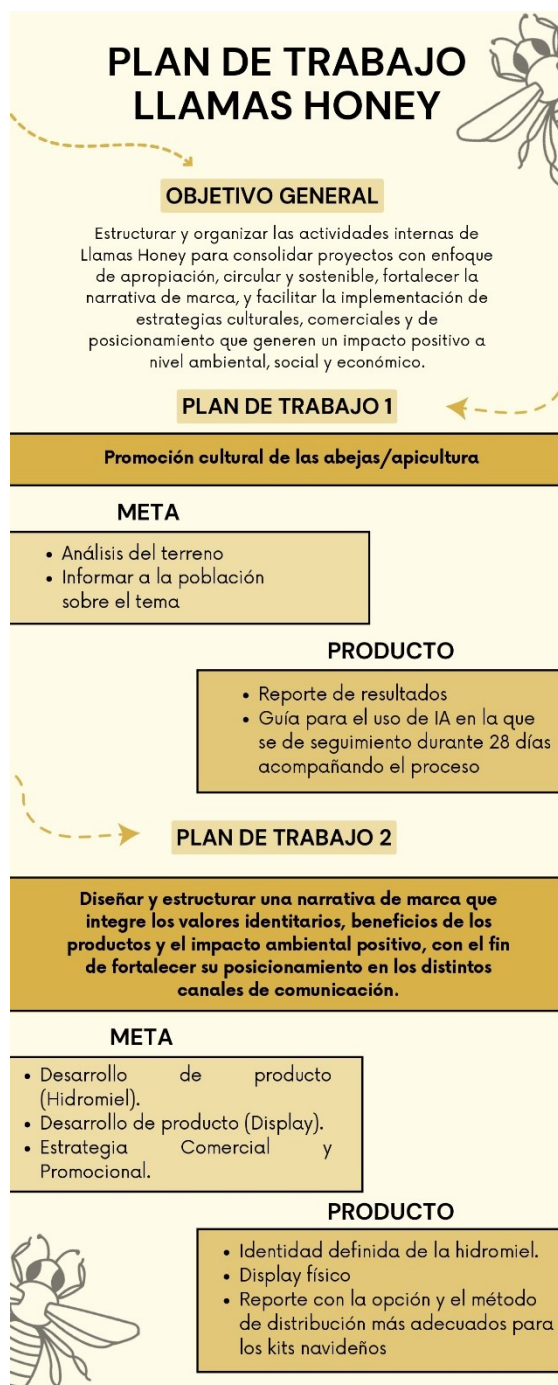 PLAN DE TRABAJO
LLAMAS HONEY
OBJETIVO GENERAL
Estructurar y organizar las actividades internas de
Llamas Honey para consolidar proyectos con enfoque
de apropiación, circular y sostenible, fortalecer la
narrativa de marca, y facilitar la implementación de
estrategias culturales, comerciales y de
posicionamiento que generen un impacto positivo a
nivel ambiental, social y económico.
PLAN DE TRABAJO 1
Promoción cultural de las abejas/apicultura
META
• Análisis del terreno
• Informar a la población
sobre el tema
PRODUCTO
• Reporte de resultados
• Guía para el uso de IA en la que
se de seguimiento durante 28 días
acompañando el proceso
PLAN DE TRABAJO 2
Diseñar y estructurar una narrativa de marca que
integre los valores identitarios, beneficios de los
productos y el impacto ambiental positivo, con el fin
de fortalecer su posicionamiento en los distintos
canales de comunicación.
META
• Desarrollo de producto
(Hidromiel).
• Desarrollo de producto (Display).
• Estrategia Comercial y
Promocional.
PRODUCTO
• Identidad definida de la hidromiel.
• Display físico
• Reporte con la opción y el método
de distribución más adecuados para
los kits navideños